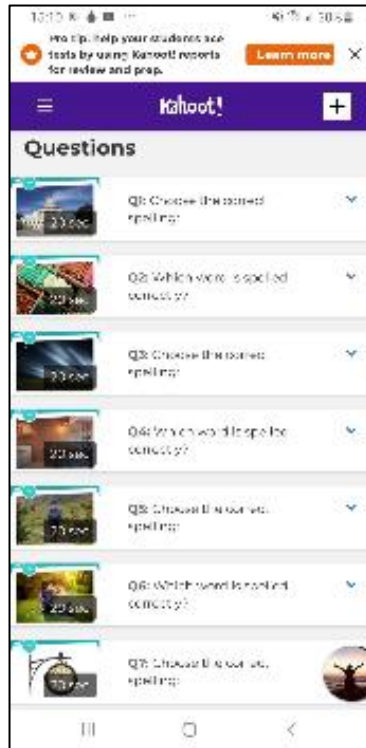 Pro tip: help your students ace
tests by using Kahoot! reports
for review and prep.
Learn more
Kahoot!
Questions
Q1: Choose the correct
spelling:
20 sec
Q2: Which word is spelled
correctly?
20 sec
Q3: Choose the correct
spelling:
20 sec
Q4: Which word is spelled
correctly?
20 sec
Q5: Choose the correct
spelling:
20 sec
Q6: Which word is spelled
correctly?
20 sec
Q7: Choose the correct
spelling:
20 sec